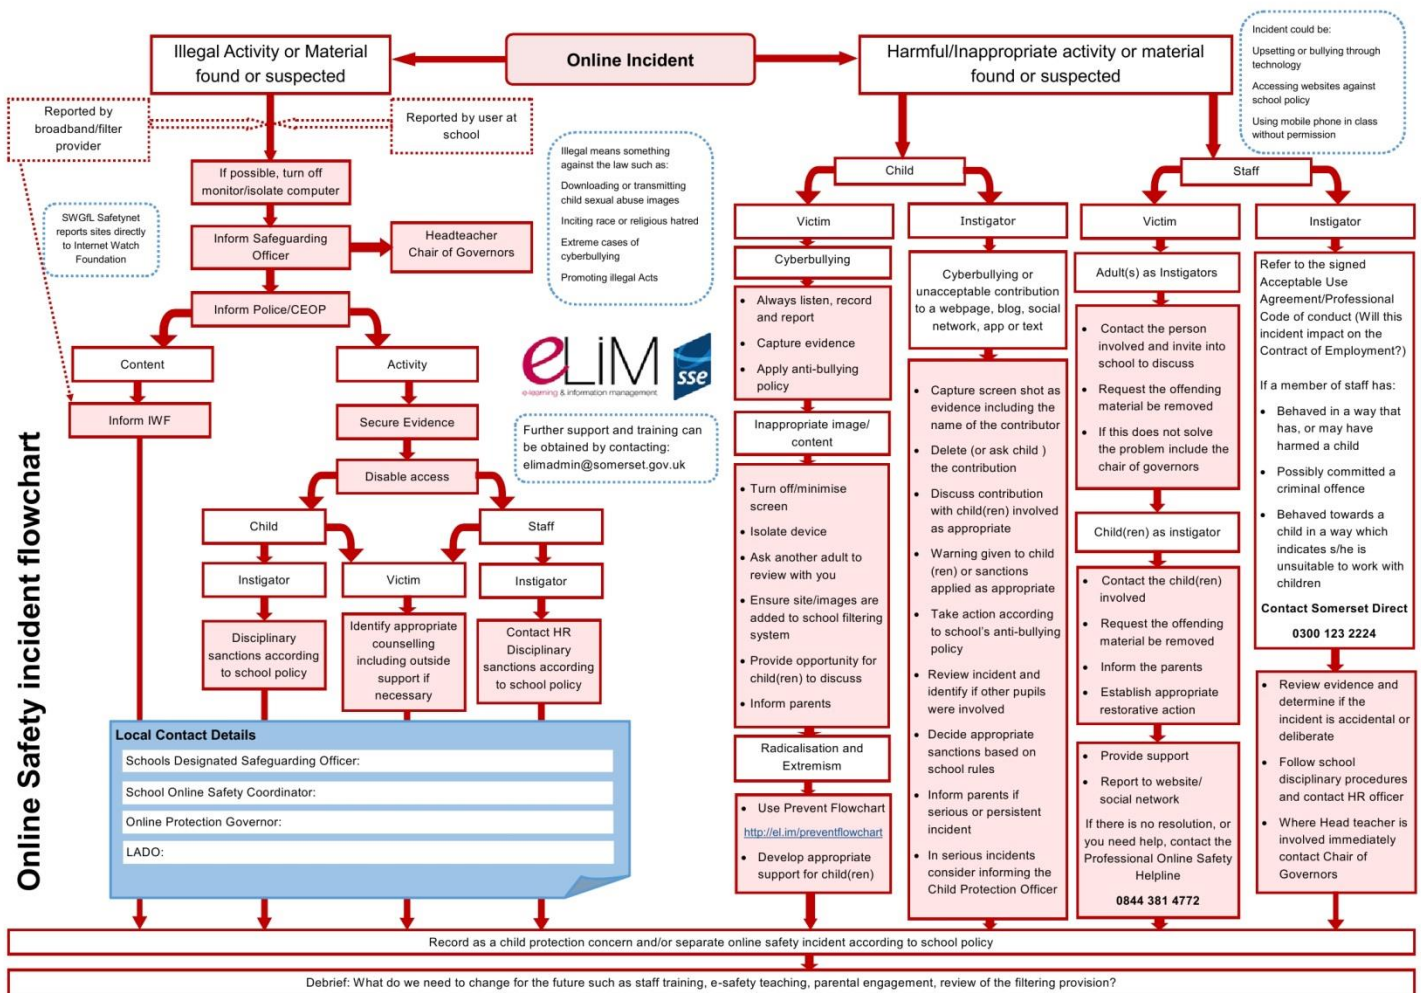 Online Safety incident flowchart
Online Incident
Illegal Activity or Material
found or suspected
Reported by
broadband/filter
provider
Reported by user at
school
If possible, turn off
monitor/isolate computer
SWGfL Safetynet
reports sites directly
to Internet Watch
Foundation
Inform Safeguarding
Officer
Headteacher
Chair of Governors
Illegal means something
against the law such as:
Downloading or transmitting
child sexual abuse images
Inciting race or religious hatred
Extreme cases of
cyberbullying
Promoting illegal Acts
Inform Police/CEOP
Content
Inform IWF
Activity
Secure Evidence
Disable access
eLiM
e-learning & information management
sse
Further support and training can
be obtained by contacting:
elimadmin@somerset.gov.uk
Child
Staff
Instigator
Victim
Instigator
Disciplinary
sanctions according
to school policy
Identify appropriate
counselling
including outside
support if
necessary
Contact HR
Disciplinary
sanctions according
to school policy
Local Contact Details
Schools Designated Safeguarding Officer:
School Online Safety Coordinator:
Online Protection Governor:
LADO:
Harmful/Inappropriate activity or material
found or suspected
Incident could be:
Upsetting or bullying through
technology
Accessing websites against
school policy
Using mobile phone in class
without permission
Child
Victim
Cyberbullying
• Always listen, record
and report
• Capture evidence
• Apply anti-bullying
policy
Inappropriate image/
content
• Turn off/minimise
screen
• Isolate device
• Ask another adult to
review with you
• Ensure site/images are
added to school filtering
system
• Provide opportunity for
child(ren) to discuss
• Inform parents
Radicalisation and
Extremism
• Use Prevent Flowchart
http://el.im/preventflowchart
• Develop appropriate
support for child(ren)
Instigator
Cyberbullying or
unacceptable contribution
to a webpage, blog, social
network, app or text
• Capture screen shot as
evidence including the
name of the contributor
• Delete (or ask child )
the contribution
• Discuss contribution
with child(ren) involved
as appropriate
• Warning given to child
(ren) or sanctions
applied as appropriate
• Take action according
to school's anti-bullying
policy
• Review incident and
identify if other pupils
were involved
• Decide appropriate
sanctions based on
school rules
• Inform parents if
serious or persistent
incident
• In serious incidents
consider informing the
Child Protection Officer
Staff
Victim
Adult(s) as Instigators
• Contact the person
involved and invite into
school to discuss
• Request the offending
material be removed
• If this does not solve
the problem include the
chair of governors
Child(ren) as instigator
• Contact the child(ren)
involved
• Request the offending
material be removed
• Inform the parents
• Establish appropriate
restorative action
• Provide support
• Report to website/
social network
If there is no resolution, or
you need help, contact the
Professional Online Safety
Helpline
0844 381 4772
Instigator
Refer to the signed
Acceptable Use
Agreement/Professional
Code of conduct (Will this
incident impact on the
Contract of Employment?)
If a member of staff has:
• Behaved in a way that
has, or may have
harmed a child
• Possibly committed a
criminal offence
• Behaved towards a
child in a way which
indicates s/he is
unsuitable to work with
children
Contact Somerset Direct
0300 123 2224
• Review evidence and
determine if the
incident is accidental or
deliberate
• Follow school
disciplinary procedures
and contact HR officer
• Where Head teacher is
involved immediately
contact Chair of
Governors
Record as a child protection concern and/or separate online safety incident according to school policy
Debrief: What do we need to change for the future such as staff training, e-safety teaching, parental engagement, review of the filtering provision?